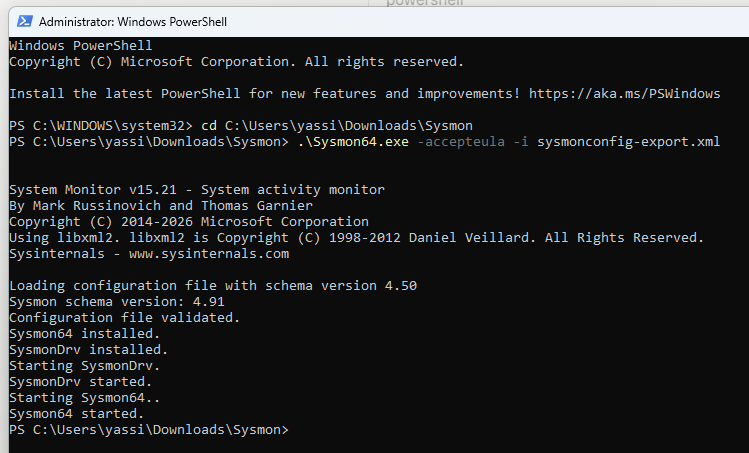 powershell
Administrator: Windows PowerShell
Windows PowerShell
Copyright (C) Microsoft Corporation. All rights reserved.
Install the latest PowerShell for new features and improvements! https://aka.ms/PSWindows
PS C:\WINDOWS\system32> cd C:\Users\yassi\Downloads\Sysmon
PS C:\Users\yassi\Downloads\Sysmon> .\Sysmon64.exe -accepteula -i sysmonconfig-export.xml
System Monitor v15.21 - System activity monitor
By Mark Russinovich and Thomas Garnier
Copyright (C) 2014-2026 Microsoft Corporation
Using libxml2. libxml2 is Copyright (C) 1998-2012 Daniel Veillard. All Rights Reserved.
Sysinternals - www.sysinternals.com
Loading configuration file with schema version 4.50
Sysmon schema version: 4.91
Configuration file validated.
Sysmon64 installed.
SysmonDrv installed.
Starting SysmonDrv.
SysmonDrv started.
Starting Sysmon64..
Sysmon64 started.
PS C:\Users\yassi\Downloads\Sysmon>